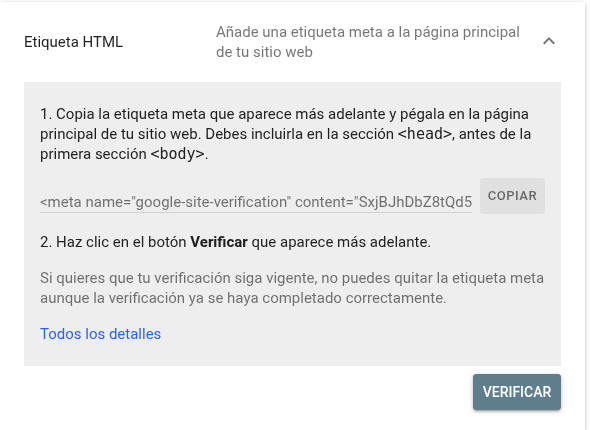 Etiqueta HTML
Añade una etiqueta meta a la página principal
de tu sitio web
1. Copia la etiqueta meta que aparece más adelante y pégala en la página
principal de tu sitio web. Debes incluirla en la sección <head>, antes de la
primera sección <body>.
<meta name="google-site-verification" content="SxjBJhDbZ8tQd5
COPIAR
2. Haz clic en el botón Verificar que aparece más adelante.
Si quieres que tu verificación siga vigente, no puedes quitar la etiqueta meta
aunque la verificación ya se haya completado correctamente.
Todos los detalles
VERIFICAR